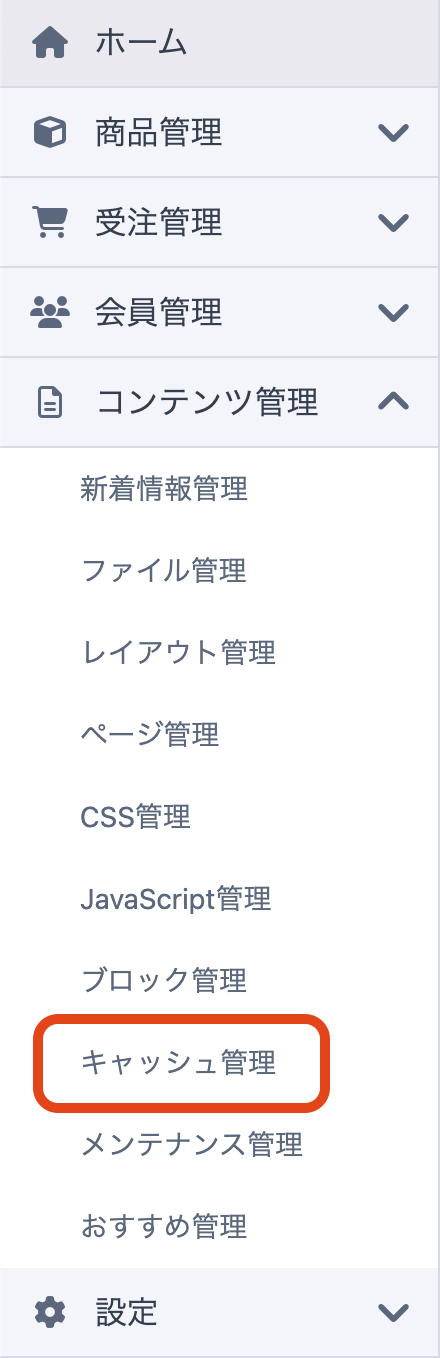 ホーム
商品管理
受注管理
会員管理
コンテンツ管理
新着情報管理
ファイル管理
レイアウト管理
ページ管理
CSS管理
JavaScript管理
ブロック管理
キャッシュ管理
メンテナンス管理
おすすめ管理
設定